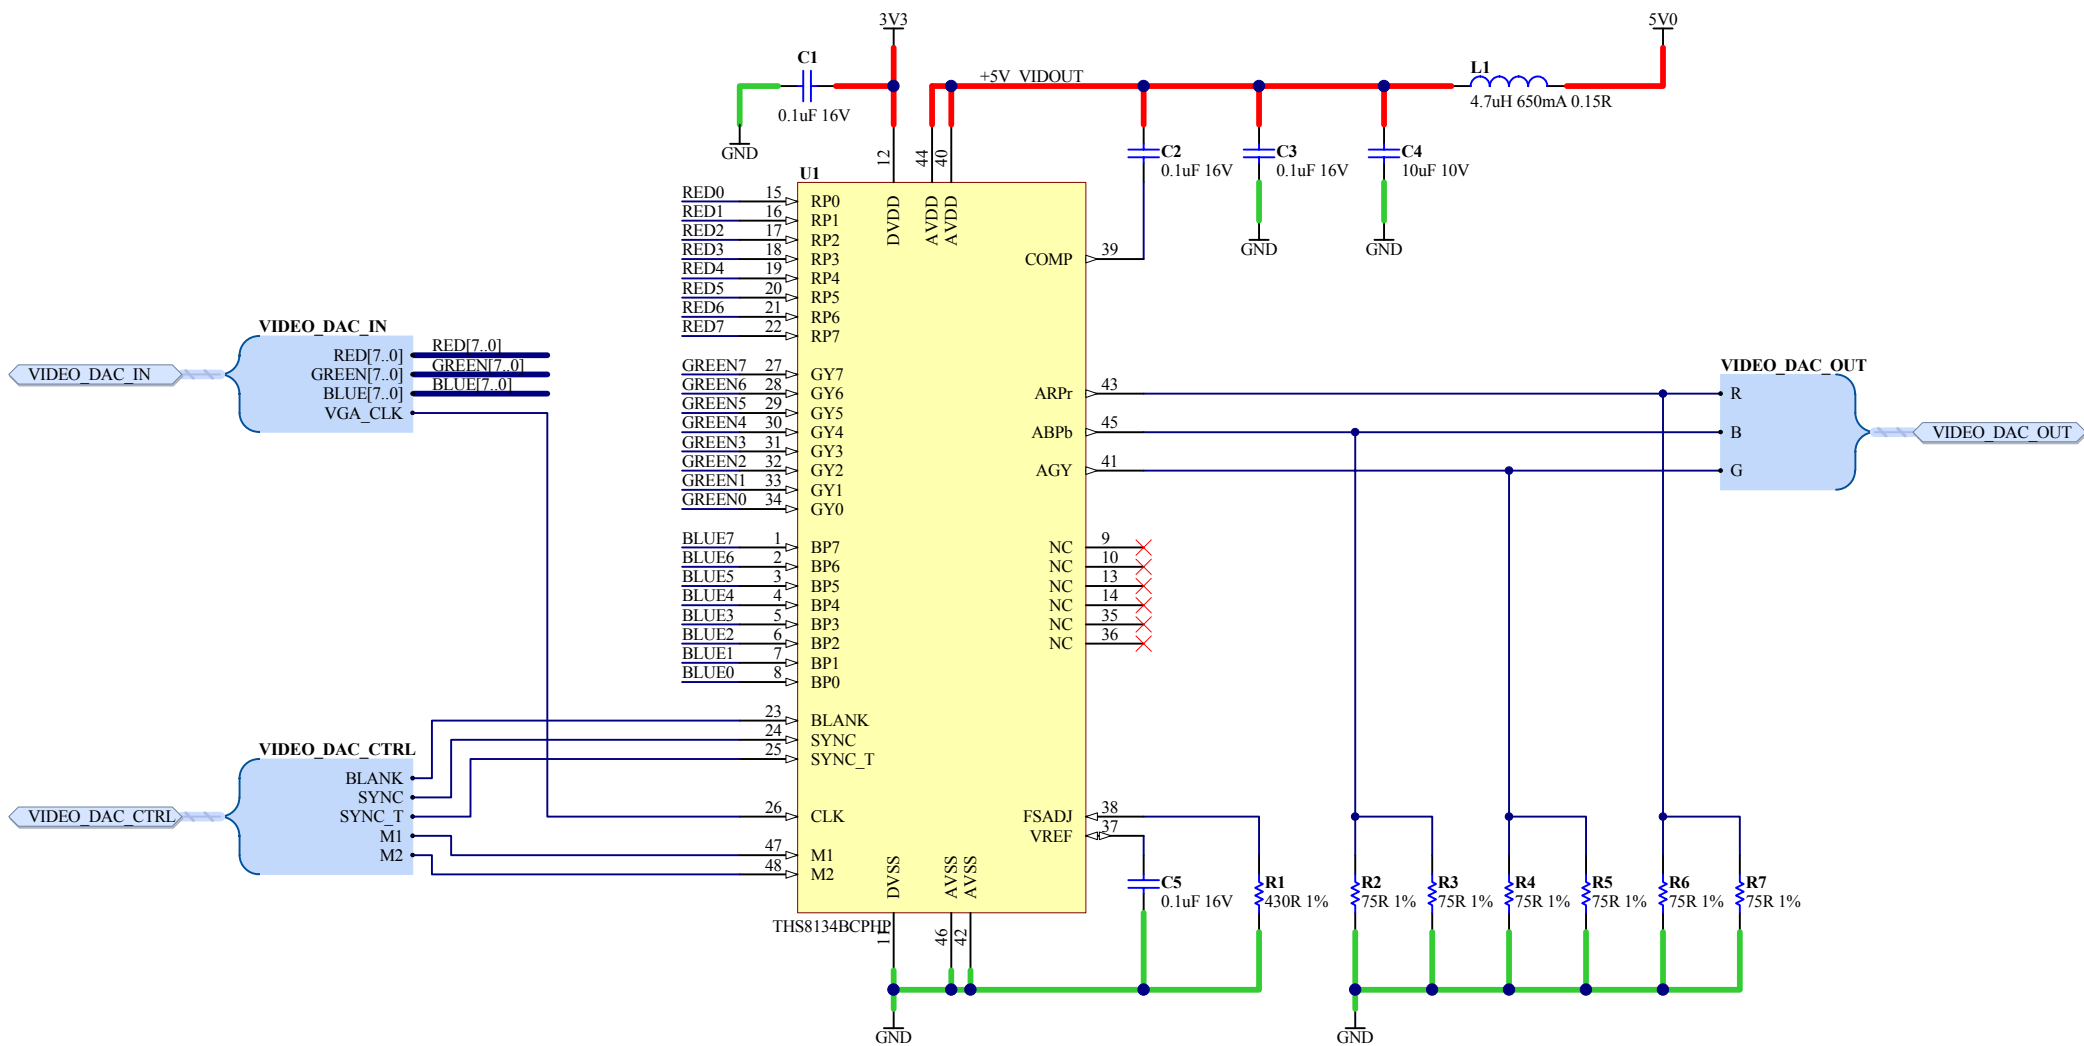 3V3
5V0
C1
0.1uF 16V
GND
+5V_VIDOUT
L1
4.7uH 650mA 0.15R
C2
0.1uF 16V
C3
0.1uF 16V
GND
C4
10uF 10V
GND
U1
12
44
40
DVDD
AVDD
AVDD
RED0 15 RP0
RED1 16 RP1
RED2 17 RP2
RED3 18 RP3
RED4 19 RP4
RED5 20 RP5
RED6 21 RP6
RED7 22 RP7
GREEN7 27 GY7
GREEN6 28 GY6
GREEN5 29 GY5
GREEN4 30 GY4
GREEN3 31 GY3
GREEN2 32 GY2
GREEN1 33 GY1
GREEN0 34 GY0
BLUE7 1 BP7
BLUE6 2 BP6
BLUE5 3 BP5
BLUE4 4 BP4
BLUE3 5 BP3
BLUE2 6 BP2
BLUE1 7 BP1
BLUE0 8 BP0
23 BLANK
24 SYNC
25 SYNC_T
26 CLK
47 M1
48 M2
COMP 39
ARPr 43
ABPb 45
AGY 41
NC 9
NC 10
NC 13
NC 14
NC 35
NC 36
FSADJ 38
VREF 37
DVSS
AVSS
AVSS
THS8134BCPHP
11
46
42
GND
VIDEO_DAC_IN
VIDEO_DAC_IN
RED[7..0] RED[7..0]
GREEN[7..0] GREEN[7..0]
BLUE[7..0] BLUE[7..0]
VGA_CLK
VIDEO_DAC_CTRL
VIDEO_DAC_CTRL
BLANK
SYNC
SYNC_T
M1
M2
VIDEO_DAC_OUT
R
B
G
VIDEO_DAC_OUT
C5
0.1uF 16V
R1
430R 1%
R2
75R 1%
R3
75R 1%
R4
75R 1%
R5
75R 1%
R6
75R 1%
R7
75R 1%
GND